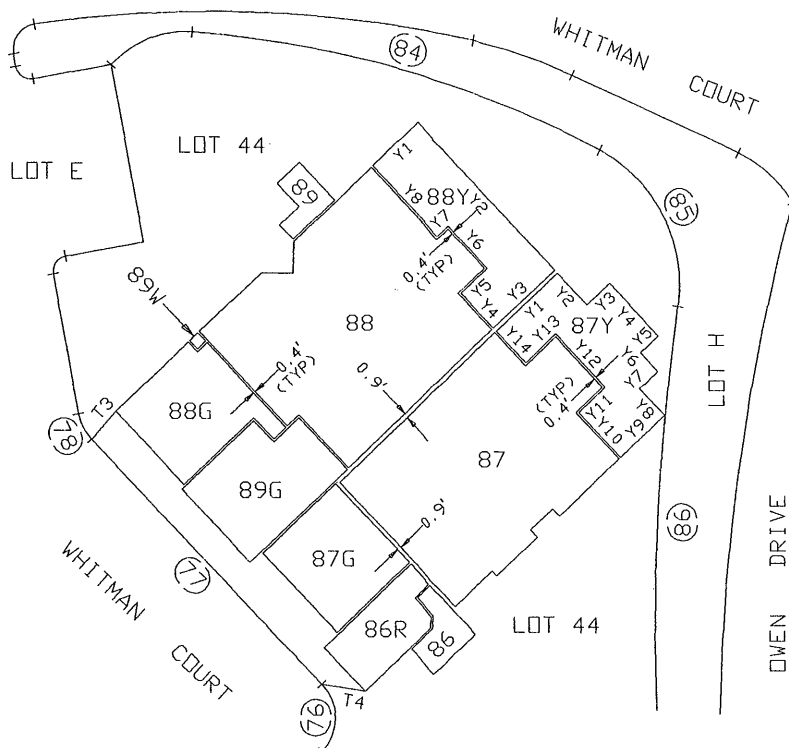 WHITMAN COURT
84
LOT 44
LOT E
89
Y1
88Y
Y2
Y8
Y7
Y6
85
0.4'
(TYP)
Y5
Y4
Y3
89W
88
Y1
Y2
Y3
Y4
Y5
87Y
Y14
Y13
Y12
Y6
Y7
0.4'
(TYP)
0.9'
(TYP)
0.4'
Y11
Y10
Y9
Y8
LOT H
T3
78
88G
87
89G
0.9'
86
77
87G
WHITMAN COURT
86R
86
LOT 44
OWEN DRIVE
T4
76